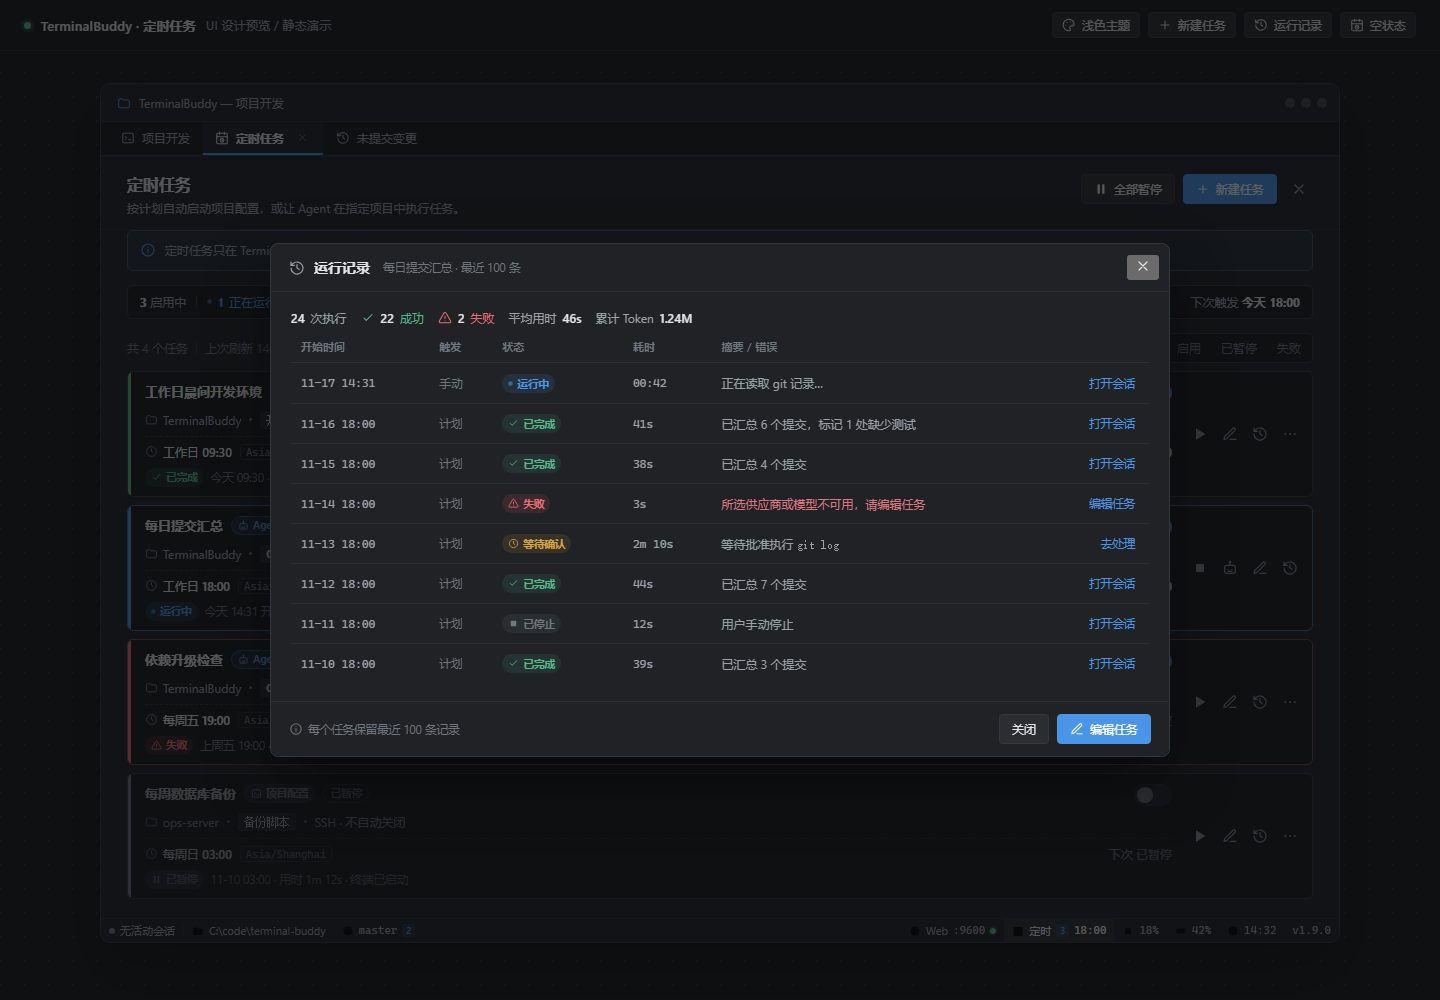 TerminalBuddy · 定时任务 UI 设计预览 / 静态演示 浅色主题 新建任务 运行记录 空状态
TerminalBuddy — 项目开发
项目开发 定时任务 未提交变更
定时任务 全部暂停 新建任务
按计划自动启动项目配置，或让 Agent 在指定项目中执行任务。
定时任务只在
3 启用中 1 正在运行 下次触发 今天 18:00
共 4 个任务 上次刷新 14 启用 已暂停 失败
工作日晨间开发环境
TerminalBuddy
工作日 09:30 Asia
已完成 今天 09:30
每日提交汇总
TerminalBuddy
工作日 18:00 Asia
运行中 今天 14:31
依赖升级检查
TerminalBuddy
每周五 19:00 Asia
失败 上周五 19:00
运行记录 每日提交汇总 · 最近 100 条
24 次执行 22 成功 2 失败 平均用时 46s 累计 Token 1.24M
开始时间 触发 状态 耗时 摘要 / 错误
11-17 14:31 手动 运行中 00:42 正在读取 git 记录… 打开会话
11-16 18:00 计划 已完成 41s 已汇总 6 个提交，标记 1 处缺少测试 打开会话
11-15 18:00 计划 已完成 38s 已汇总 4 个提交 打开会话
11-14 18:00 计划 失败 3s 所选供应商或模型不可用，请编辑任务 编辑任务
11-13 18:00 计划 等待确认 2m 10s 等待批准执行 git log 去处理
11-12 18:00 计划 已完成 44s 已汇总 7 个提交 打开会话
11-11 18:00 计划 已停止 12s 用户手动停止 打开会话
11-10 18:00 计划 已完成 39s 已汇总 3 个提交 打开会话
每个任务保留最近 100 条记录 关闭 编辑任务
每周数据库备份 项目配置 已暂停
ops-server · 备份脚本 · SSH · 不自动关闭
每周日 03:00 Asia/Shanghai 下次 已暂停
已暂停 11-10 03:00 · 用时 1m 12s · 终端已启动
无活动会话 C:\code\terminal-buddy master 2 Web :9600 定时 3 18:00 18% 42% 14:32 v1.9.0